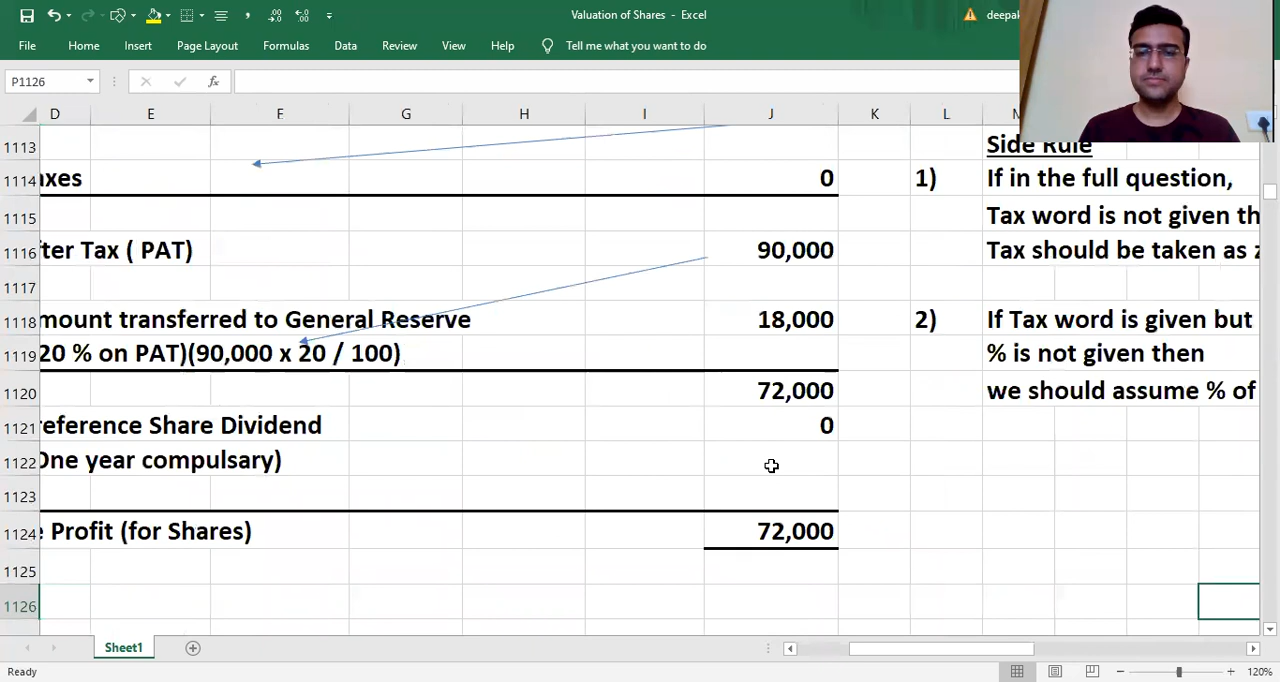 Valuation of Shares - Excel
deepak
File Home Insert Page Layout Formulas Data Review View Help Tell me what you want to do
P1126 fx
D E F G H I J K L M
1113 Side Rule
1114 axes 0 1) If in the full question,
1115 Tax word is not given th
1116 fter Tax ( PAT) 90,000 Tax should be taken as z
1117
1118 mount transferred to General Reserve 18,000 2) If Tax word is given but
1119 20 % on PAT)(90,000 x 20 / 100) % is not given then
1120 72,000 we should assume % of
1121 reference Share Dividend 0
1122 One year compulsary)
1123
1124 e Profit (for Shares) 72,000
1125
1126
Sheet1
Ready 120%